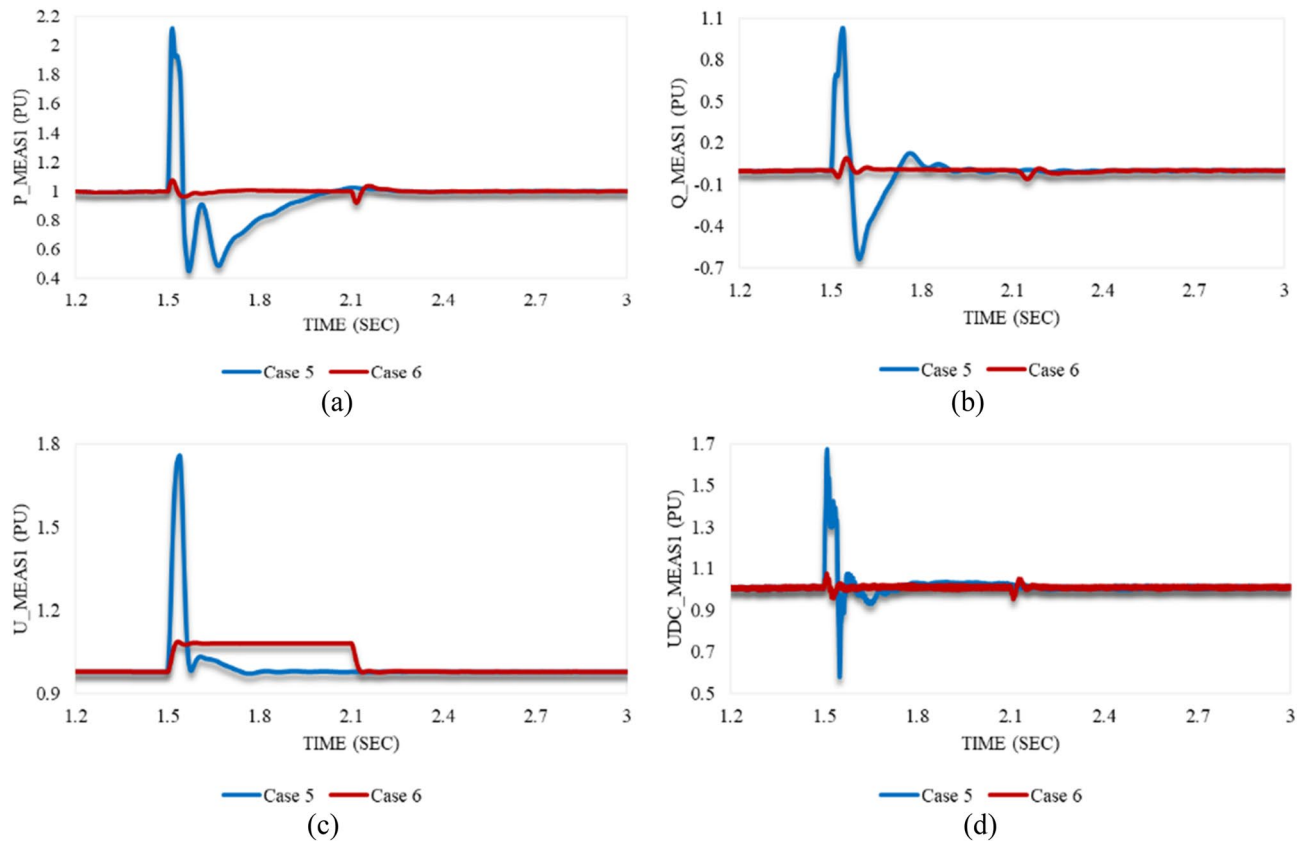 P_MEAS1 (PU)
2.2
2
1.8
1.6
1.4
1.2
1
0.8
0.6
0.4
1.2 1.5 1.8 2.1 2.4 2.7 3
TIME (SEC)
Case 5 Case 6
(a)
Q_MEAS1 (PU)
1.1
0.8
0.5
0.2
-0.1
-0.4
-0.7
1.2 1.5 1.8 2.1 2.4 2.7 3
TIME (SEC)
Case 5 Case 6
(b)
U_MEAS1 (PU)
1.8
1.5
1.2
0.9
1.2 1.5 1.8 2.1 2.4 2.7 3
TIME (SEC)
Case 5 Case 6
(c)
UDC_MEAS1 (PU)
1.7
1.5
1.3
1.1
0.9
0.7
0.5
1.2 1.5 1.8 2.1 2.4 2.7 3
TIME (SEC)
Case 5 Case 6
(d)